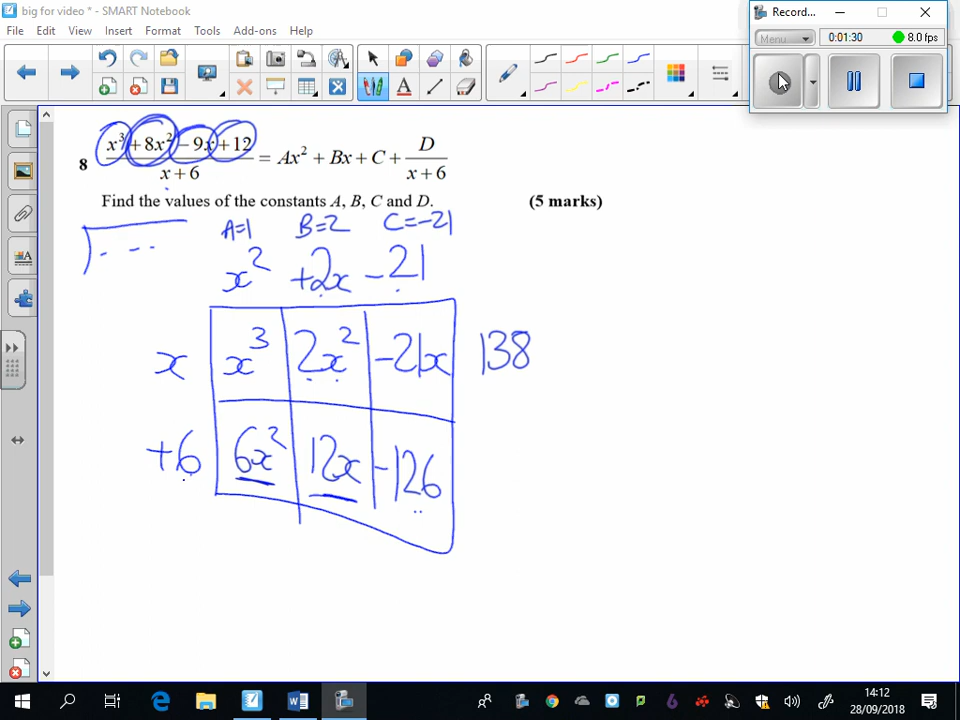 big for video * - SMART Notebook
File Edit View Insert Format Tools Add-ons Help
Record...
Menu 0:01:30 8.0 fps
8 x³ + 8x² − 9x + 12 / x + 6 = Ax² + Bx + C + D / x + 6
Find the values of the constants A, B, C and D. (5 marks)
A=1 B=2 C=-21
x² +2x -21
x x³ 2x² -21x 138
+6 6x² 12x -126
14:12
28/09/2018